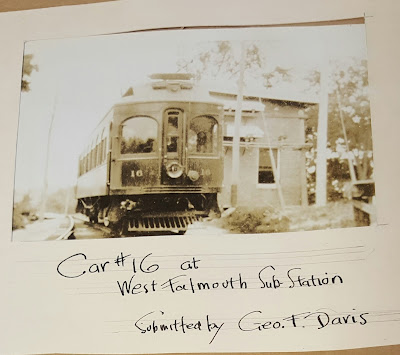 16
Car #16 at
West Falmouth Sub-Station
Submitted by Geo. F. Davis